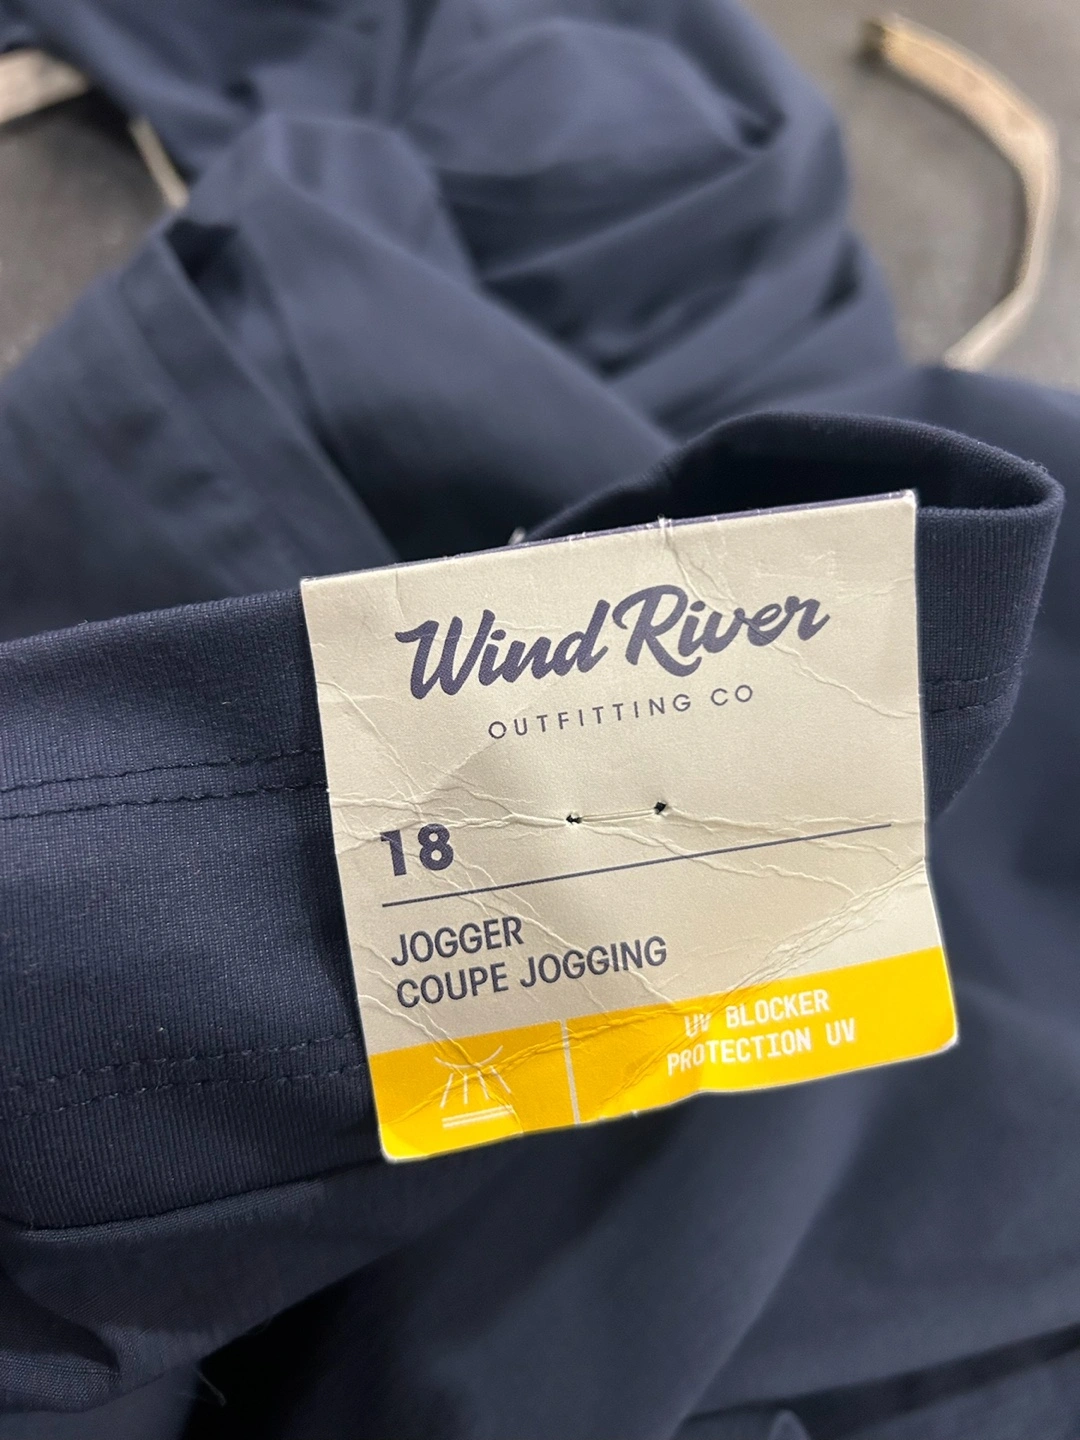 Wind River
OUTFITTING CO
18
JOGGER
COUPE JOGGING
UV BLOCKER
PROTECTION UV